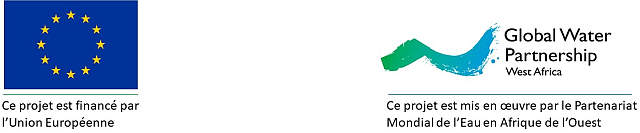 Global Water
Partnership
West Africa
Ce projet est financé par
l'Union Européenne
Ce projet est mis en œuvre par le Partenariat
Mondial de l'Eau en Afrique de l'Ouest